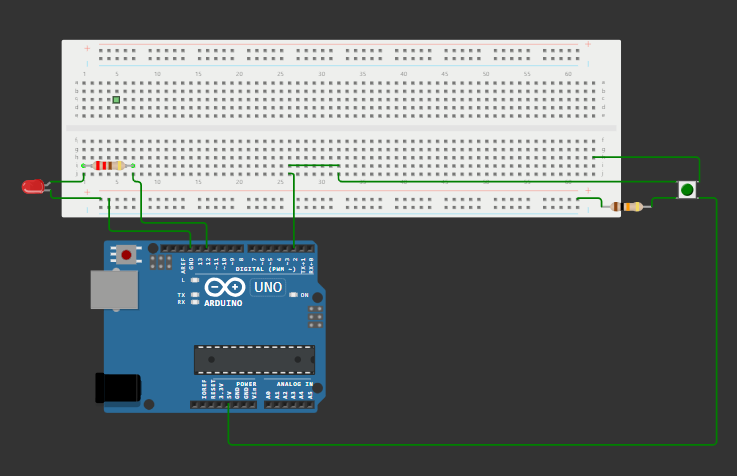 1 5 10 15 20 25 30 35 40 45 50 55 60
a a
b b
c c
d d
e e
f f
g g
h h
i i
j j
5 10 15 20 25 30 35 40 45 50 55 60
AREF
GND
13
12
~11
~10
~9
8
7
~6
~5
4
~3
2
TX→1
RX←0
DIGITAL (PWM ~)
L
TX
RX
UNO
ON
ARDUINO
IOREF
RESET
3.3V
5V
GND
GND
Vin
POWER
ANALOG IN
A0
A1
A2
A3
A4
A5